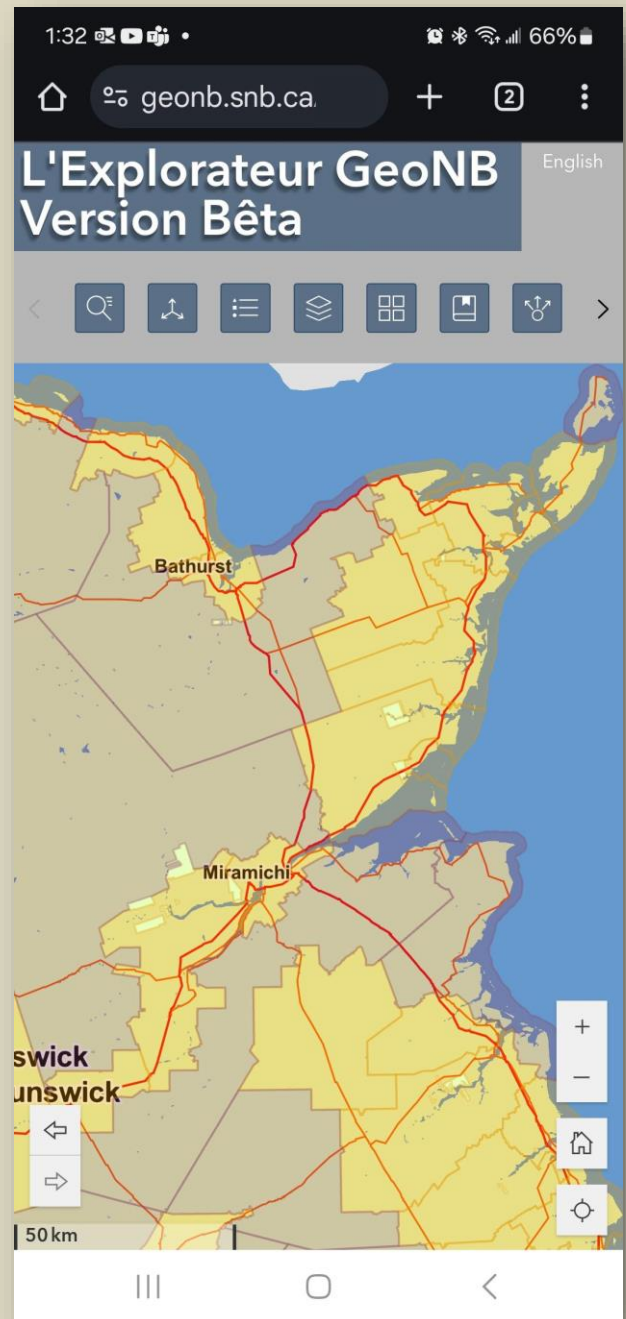 1:32
66%
geonb.snb.ca
2
L'Explorateur GeoNB
English
Version Bêta
Bathurst
Miramichi
swick
unswick
50 km